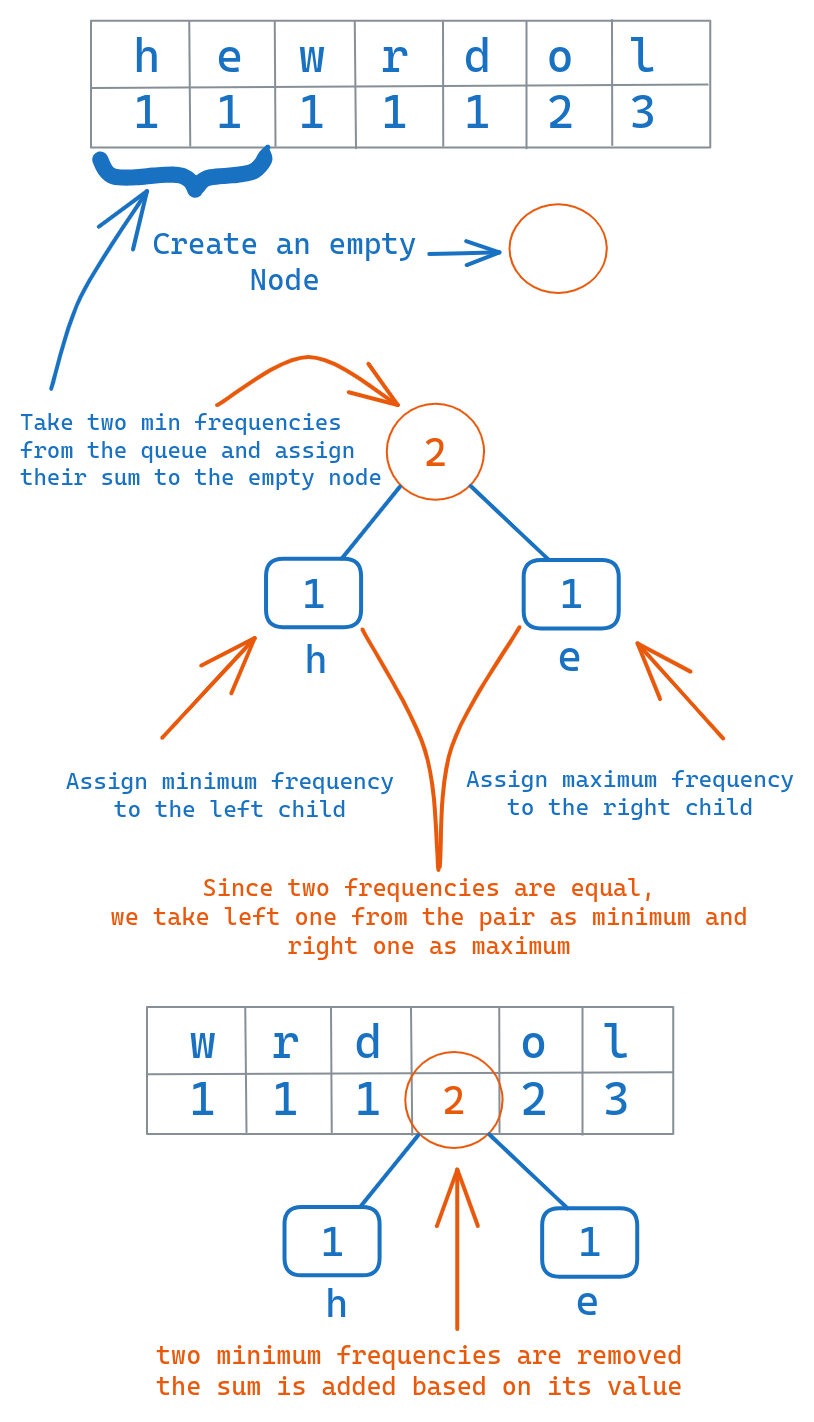 h e w r d o l
1 1 1 1 1 2 3
Create an empty
Node
Take two min frequencies
from the queue and assign
their sum to the empty node
2
1 1
h e
Assign minimum frequency
to the left child
Assign maximum frequency
to the right child
Since two frequencies are equal,
we take left one from the pair as minimum and
right one as maximum
w r d o l
1 1 1 2 2 3
1 1
h e
two minimum frequencies are removed
the sum is added based on its value